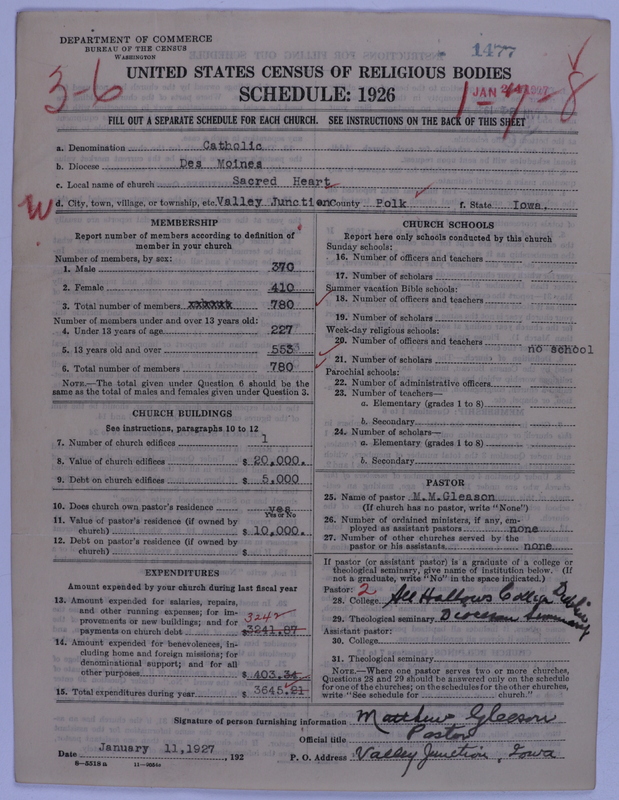 DEPARTMENT OF COMMERCE
BUREAU OF THE CENSUS
WASHINGTON
1477
3-6
UNITED STATES CENSUS OF RELIGIOUS BODIES
SCHEDULE: 1926
1-7-8
FILL OUT A SEPARATE SCHEDULE FOR EACH CHURCH. SEE INSTRUCTIONS ON THE BACK OF THIS SHEET
a. Denomination Catholic
b. Diocese Des Moines
c. Local name of church Sacred Heart
W
d. City, town, village, or township, etc. Valley Junction County Polk f. State Iowa.
MEMBERSHIP
Report number of members according to definition of member in your church
Number of members, by sex:
1. Male 370
2. Female 410
3. Total number of members xxxxxx 780
Number of members under and over 13 years old:
4. Under 13 years of age 227
5. 13 years old and over 553
6. Total number of members 780
NOTE.—The total given under Question 6 should be
same as the total of males and females given under Question 3.
CHURCH BUILDINGS
See instructions, paragraphs 10 to 12
7. Number of church edifices 1
8. Value of church edifices $ 20,000.
9. Debt on church edifices $ 5,000
10. Does church own pastor's residence yes
Yes or No
11. Value of pastor's residence (if owned by
church) $ 10,000.
12. Debt on pastor's residence (if owned by
church) $
EXPENDITURES
Amount expended by church during last fiscal year
13. Amount expended for salaries, repairs,
and other running expenses; for im-
provements or new buildings; and for 3242
payments on church debt $ 3241.87
14. Amount expended for benevolences, in-
cluding home and foreign missions; for
denominational support; and for all
other purposes $ 403.34
15. Total expenditures during year $ 3645.21
CHURCH SCHOOLS
Report here only schools conducted by this church
Sunday schools:
16. Number of officers and teachers
17. Number of scholars
Summer vacation Bible schools:
18. Number of officers and teachers
19. Number of scholars
Week-day religious schools:
20. Number of officers and teachers
no school
21. Number of scholars
Parochial schools:
22. Number of administrative officers
23. Number of teachers—
a. Elementary (grades 1 to 8)
b. Secondary
24. Number of scholars—
a. Elementary (grades 1 to 8)
b. Secondary
PASTOR
25. Name of pastor M.M.Gleason
(If church has no pastor, write "None")
26. Number of ordained ministers, if any, em-
ployed as assistant pastors none
27. Number of other churches served by the
pastor or his assistants none
If pastor (or assistant pastor) is a graduate of a college or
theological seminary, give name of institution below. (If
not a graduate, write "No" in the space indicated.)
Pastor: 2
28. College All Hallows College Dublin
29. Theological seminary Diocesan Seminary
Assistant pastor:
30. College
31. Theological seminary
NOTE.—Where one pastor serves two or more churches,
Questions 28 and 29 should be answered only on the schedule
for one of the churches; on the schedules for the other churches,
write "See schedule for church."
Signature of person furnishing information Matthew Gleeson
Official title Pastor
Date January 11,1927, 192 P. O. Address Valley Junction, Iowa
8-5518 a